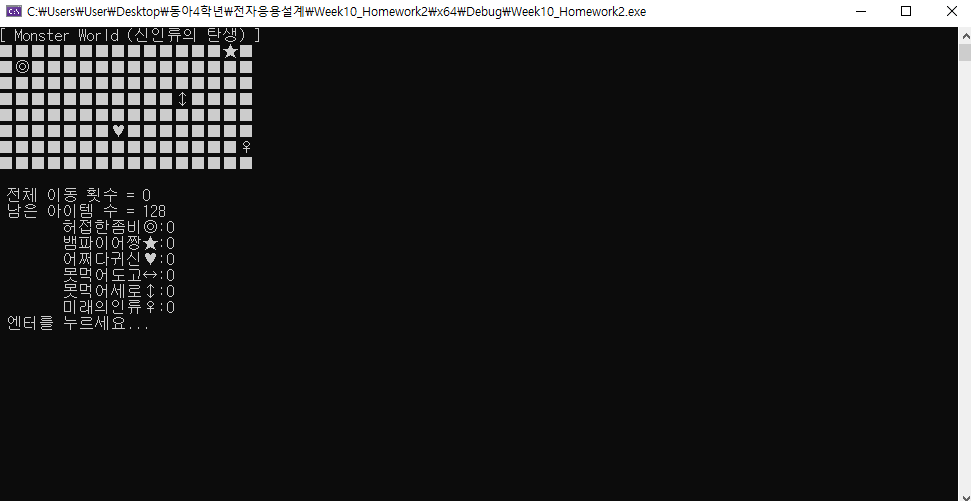 C:₩Users₩User₩Desktop₩동아4학년₩전자응용설계₩Week10_Homework2₩x64₩Debug₩Week10_Homework2.exe
[ Monster World (신인류의 탄생) ]
■■■■■■■■■■■■■■★■
■◎■■■■■■■■■■■■■■
■■■■■■■■■■■■■■■■
■■■■■■■■■■■↕■■■■
■■■■■■■■■■■■■■■■
■■■■■■■♥■■■■■■■■
■■■■■■■■■■■■■■■♀
■■■■■■■■■■■■■■■■
전체 이동 횟수 = 0
남은 아이템 수 = 128
허접한좀비◎:0
뱀파이어짱★:0
어쩌다귀신♥:0
못먹어도고↔:0
못먹어세로↕:0
미래의인류♀:0
엔터를 누르세요...